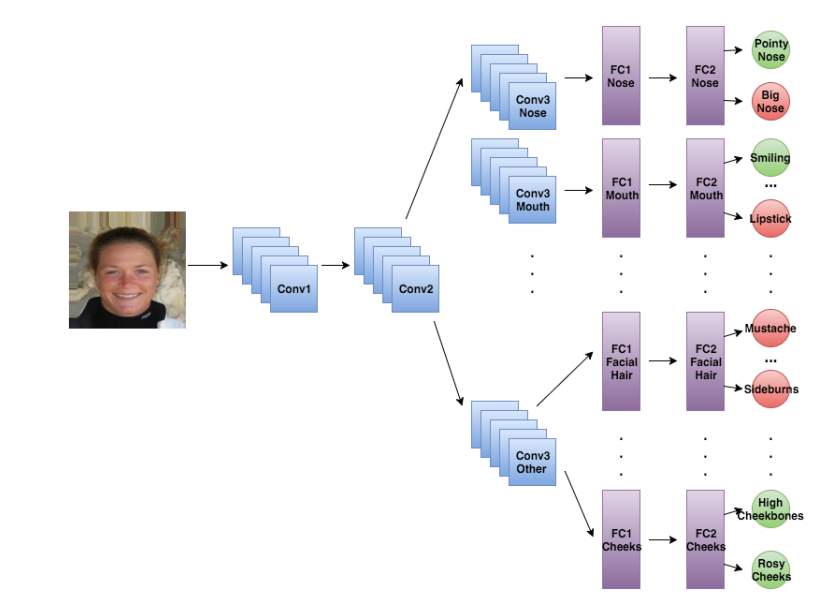 Conv1
Conv2
Conv3
Nose
FC1
Nose
FC2
Nose
Pointy
Nose
Big
Nose
Conv3
Mouth
FC1
Mouth
FC2
Mouth
Smiling
...
Lipstick
FC1
Facial
Hair
FC2
Facial
Hair
Mustache
...
Sideburns
Conv3
Other
FC1
Cheeks
FC2
Cheeks
High
Cheekbones
Rosy
Cheeks